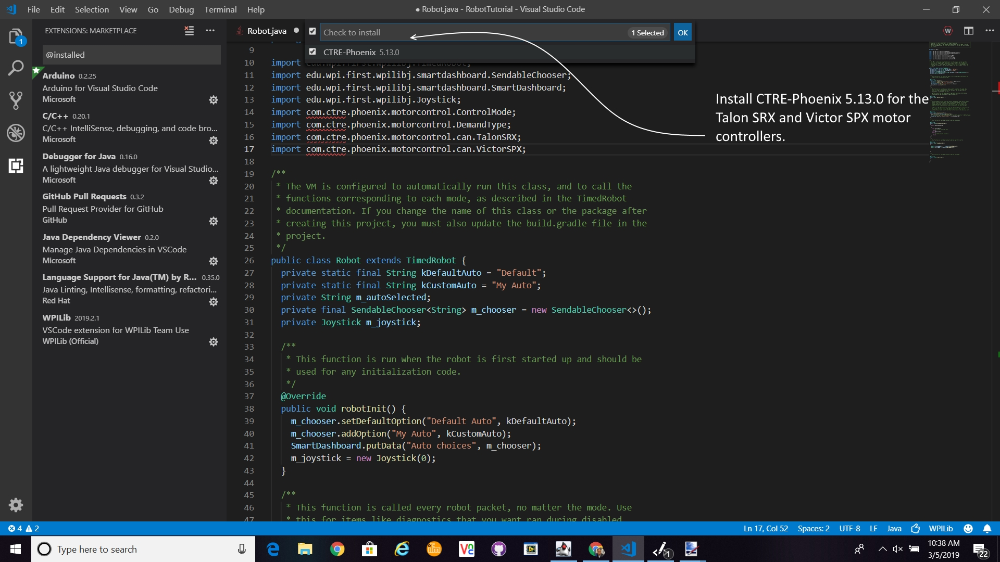 File Edit Selection View Go Debug Terminal Help
● Robot.java - RobotTutorial - Visual Studio Code
EXTENSIONS: MARKETPLACE
@installed
1
Arduino 0.2.25
Arduino for Visual Studio Code
Microsoft
C/C++ 0.20.1
C/C++ IntelliSense, debugging, and code bro...
Microsoft
Debugger for Java 0.16.0
A lightweight Java debugger for Visual Studio...
Microsoft
GitHub Pull Requests 0.3.2
Pull Request Provider for GitHub
GitHub
Java Dependency Viewer 0.2.0
Manage Java Dependencies in VSCode
Microsoft
Language Support for Java(TM) by R... 0.35.0
Java Linting, Intellisense, formatting, refactori...
Red Hat
WPILib 2019.2.1
VSCode extension for WPILib Team Use
WPILib (Official)
Robot.java ●
Check to install 1 Selected OK
CTRE-Phoenix 5.13.0
W
Install CTRE-Phoenix 5.13.0 for the
Talon SRX and Victor SPX motor
controllers.
9
10 import edu.wpi.first.wpilibj.TimedRobot;
11 import edu.wpi.first.wpilibj.smartdashboard.SendableChooser;
12 import edu.wpi.first.wpilibj.smartdashboard.SmartDashboard;
13 import edu.wpi.first.wpilibj.Joystick;
14 import com.ctre.phoenix.motorcontrol.ControlMode;
15 import com.ctre.phoenix.motorcontrol.DemandType;
16 import com.ctre.phoenix.motorcontrol.can.TalonSRX;
17 import com.ctre.phoenix.motorcontrol.can.VictorSPX;
18
19 /**
20 * The VM is configured to automatically run this class, and to call the
21 * functions corresponding to each mode, as described in the TimedRobot
22 * documentation. If you change the name of this class or the package after
23 * creating this project, you must also update the build.gradle file in the
24 * project.
25 */
26 public class Robot extends TimedRobot {
27 private static final String kDefaultAuto = "Default";
28 private static final String kCustomAuto = "My Auto";
29 private String m_autoSelected;
30 private final SendableChooser<String> m_chooser = new SendableChooser<>();
31 private Joystick m_joystick;
32
33 /**
34 * This function is run when the robot is first started up and should be
35 * used for any initialization code.
36 */
37 @Override
38 public void robotInit() {
39 m_chooser.setDefaultOption("Default Auto", kDefaultAuto);
40 m_chooser.addOption("My Auto", kCustomAuto);
41 SmartDashboard.putData("Auto choices", m_chooser);
42 m_joystick = new Joystick(0);
43 }
44
45 /**
46 * This function is called every robot packet, no matter the mode. Use
47 * this for items like diagnostics that you want ran during disabled,
4 2
Ln 17, Col 52 Spaces: 2 UTF-8 LF Java WPILib
Type here to search
VNC
ifm
1
10:38 AM
3/5/2019
22